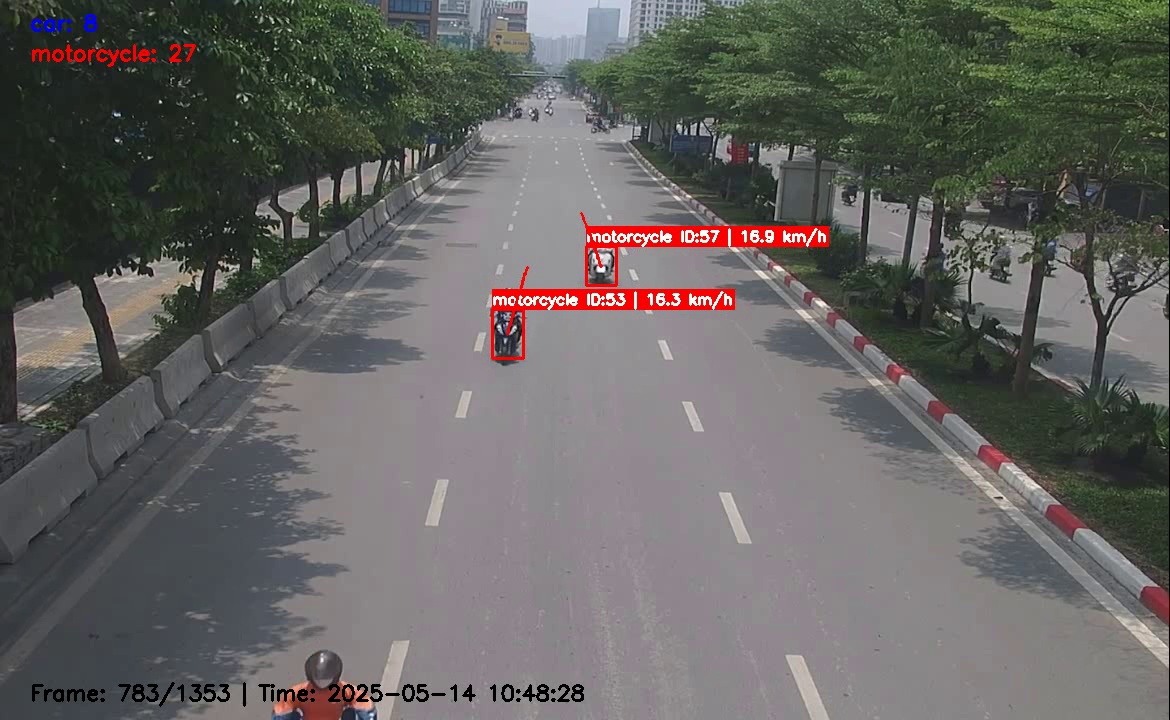 car: 8
motorcycle: 27
motorcycle ID:57 | 16.9 km/h
motorcycle ID:53 | 16.3 km/h
Frame: 783/1353 | Time: 2025-05-14 10:48:28